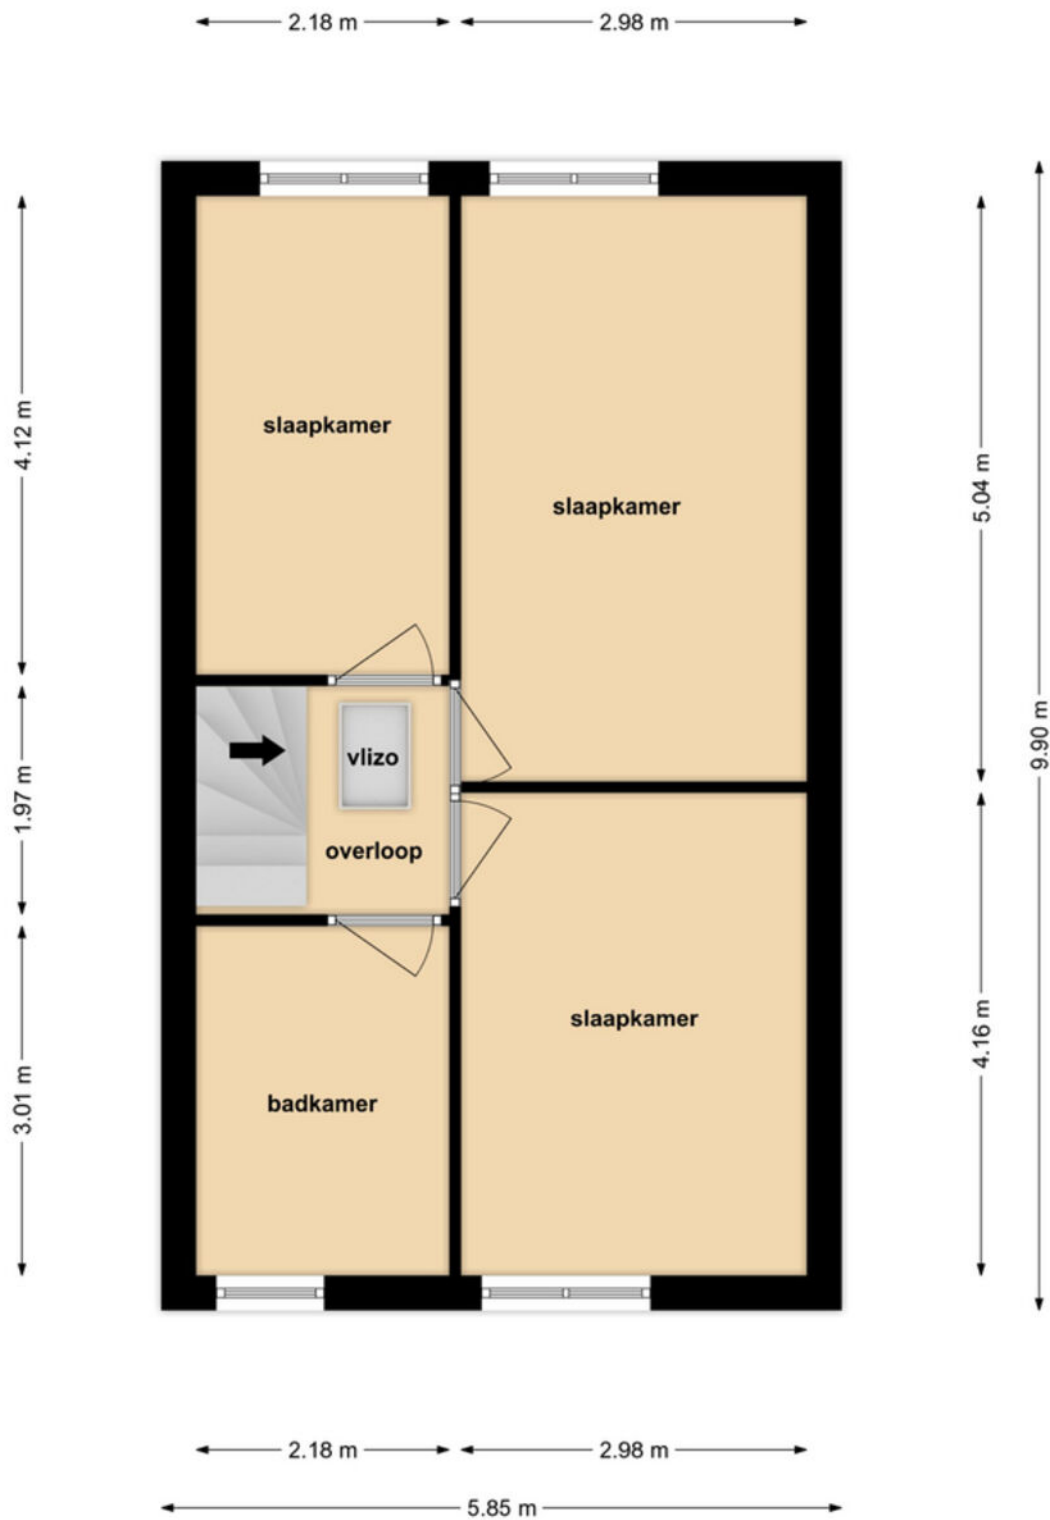 2.18 m
2.98 m
4.12 m
slaapkamer
slaapkamer
5.04 m
9.90 m
vlizo
1.97 m
overloop
slaapkamer
4.16 m
badkamer
3.01 m
2.18 m
2.98 m
5.85 m